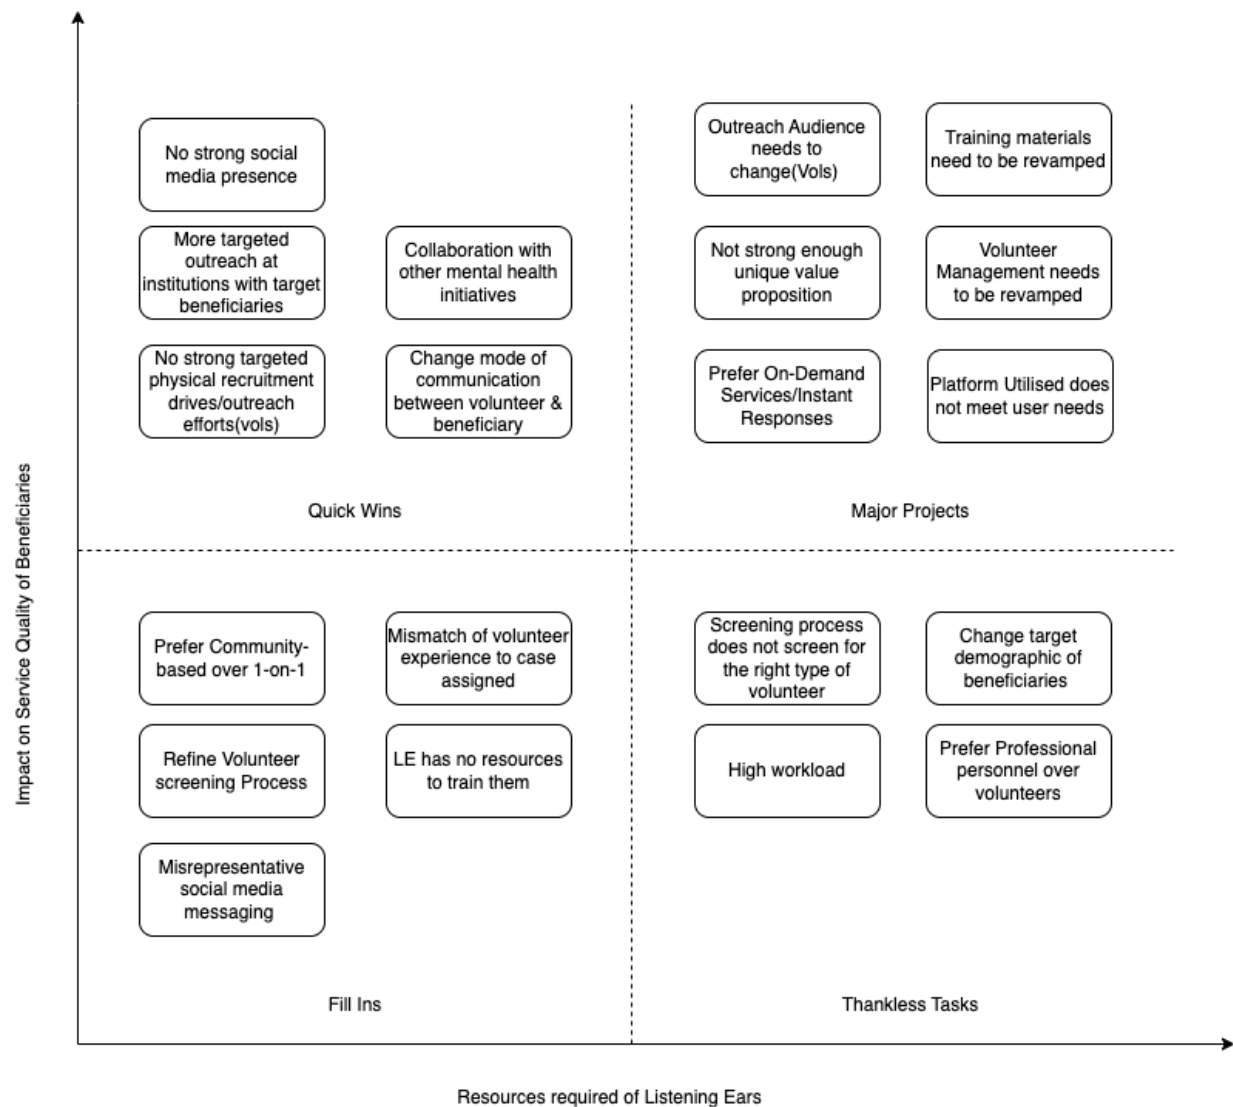 Impact on Service Quality of Beneficiaries
No strong social
media presence
More targeted
outreach at
institutions with target
beneficiaries
Collaboration with
other mental health
initiatives
No strong targeted
physical recruitment
drives/outreach
efforts(vols)
Change mode of
communication
between volunteer &
beneficiary
Quick Wins
Outreach Audience
needs to
change(Vols)
Training materials
need to be revamped
Not strong enough
unique value
proposition
Volunteer
Management needs
to be revamped
Prefer On-Demand
Services/Instant
Responses
Platform Utilised does
not meet user needs
Major Projects
Prefer Community-
based over 1-on-1
Mismatch of volunteer
experience to case
assigned
Refine Volunteer
screening Process
LE has no resources
to train them
Misrepresentative
social media
messaging
Fill Ins
Screening process
does not screen for
the right type of
volunteer
Change target
demographic of
beneficiaries
High workload
Prefer Professional
personnel over
volunteers
Thankless Tasks
Resources required of Listening Ears